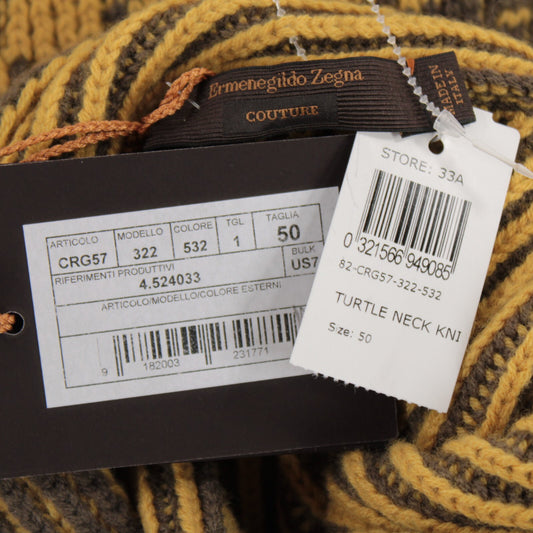 Ermenegildo Zegna
COUTURE
MADE IN
ITALY
ARTICOLO MODELLO COLORE TGL TAGLIA
CRG57 322 532 1 50
RIFERIMENTI PRODUTTIVI BULK
4.524033 US7
ARTICOLO/MODELLO/COLORE ESTERNI
9 182003 231771
STORE: 33A
0 321566 949085
82-CRG57-322-532
TURTLE NECK KNI
Size: 50